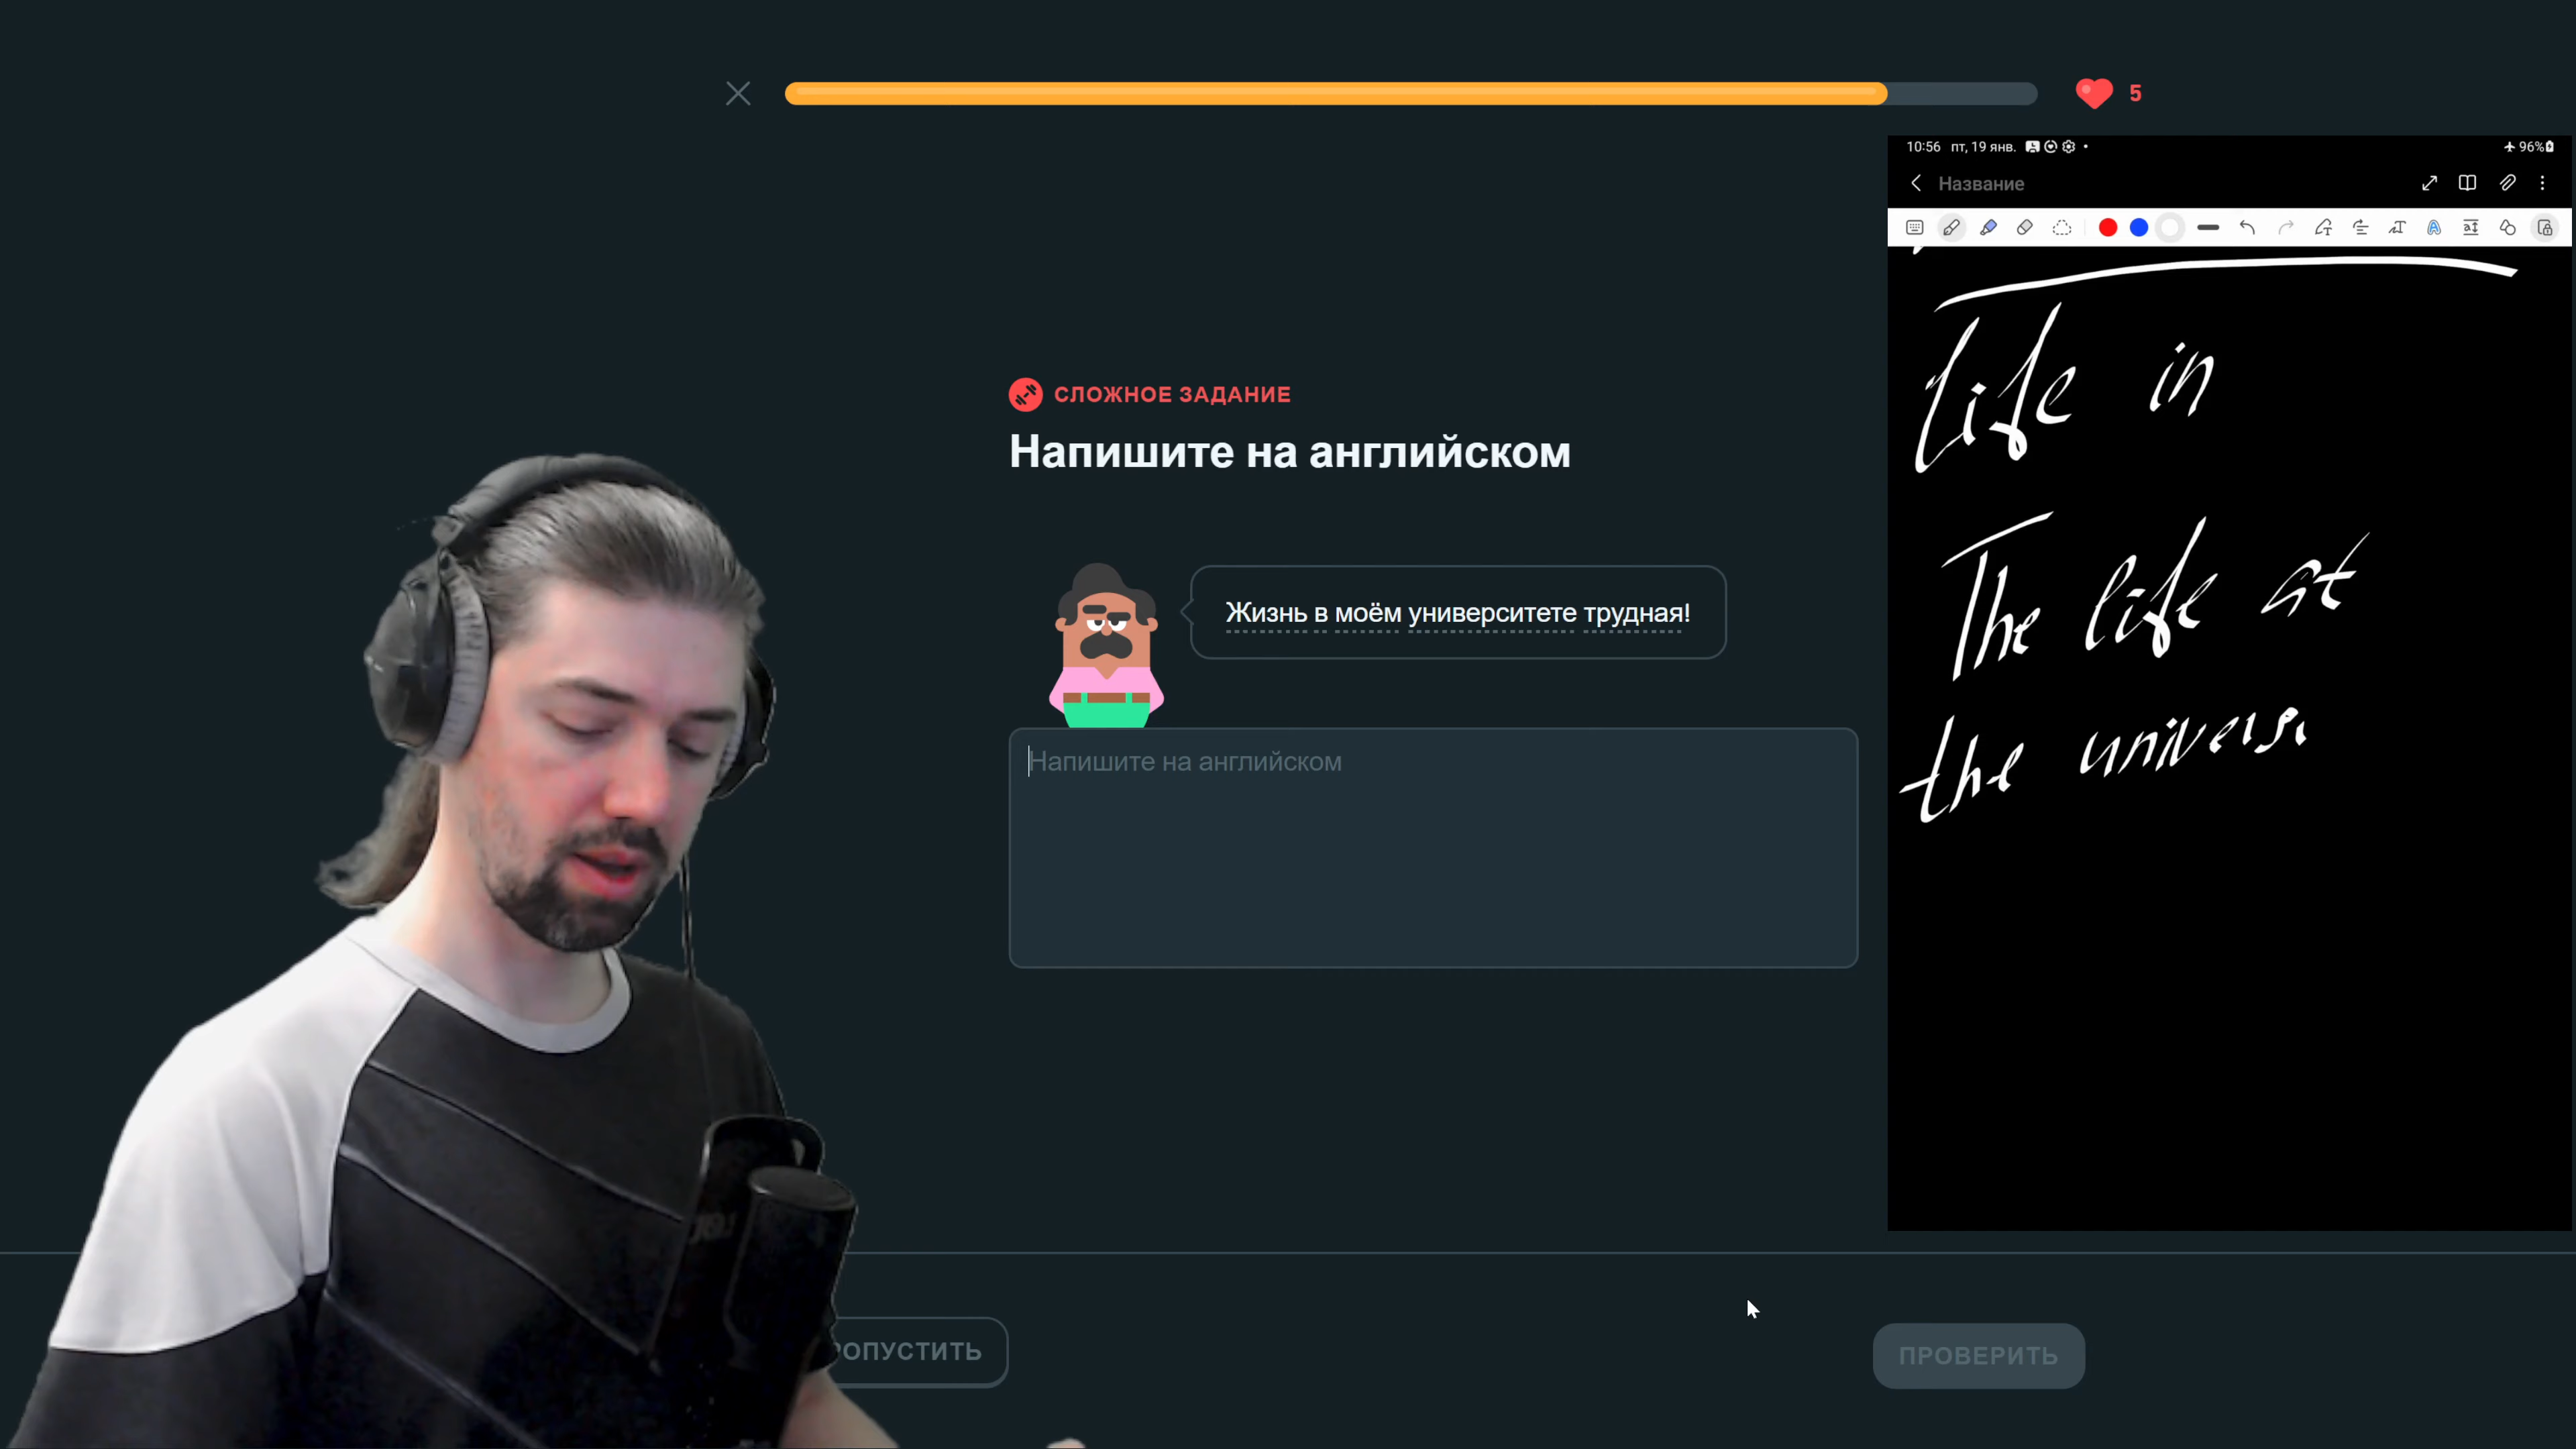 5
10:56 пт, 19 янв. 96%
Название
Life in
The life at
the univers
СЛОЖНОЕ ЗАДАНИЕ
Напишите на английском
Жизнь в моём университете трудная!
Напишите на английском
ОПУСТИТЬ
ПРОВЕРИТЬ